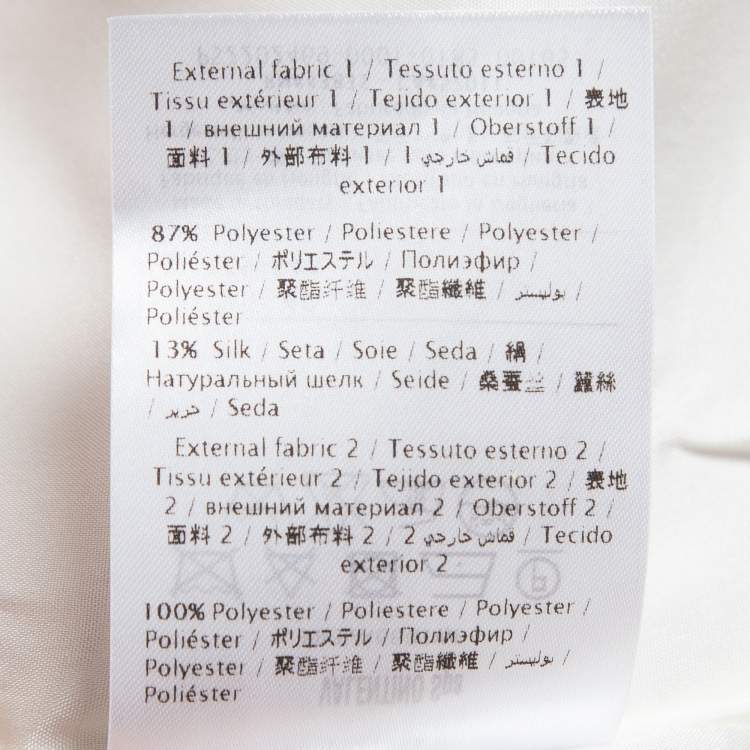 External fabric 1 / Tessuto esterno 1 /
Tissu extérieur 1 / Tejido exterior 1 / 表地
1 / внешний материал 1 / Oberstoff 1 /
面料 1 / 外部布料 1 / قماش خارجي 1 / Tecido
exterior 1
87% Polyester / Poliestere / Polyester /
Poliéster / ポリエステル / Полиэфир /
Polyester / 聚酯纤维 / 聚酯纖維 / بوليستر /
Poliéster
13% Silk / Seta / Soie / Seda / 絹 /
Натуральный шелк / Seide / 桑蚕丝 / 蠶絲
/ حرير / Seda
External fabric 2 / Tessuto esterno 2 /
Tissu extérieur 2 / Tejido exterior 2 / 表地
2 / внешний материал 2 / Oberstoff 2 /
面料 2 / 外部布料 2 / قماش خارجي 2 / Tecido
exterior 2
100% Polyester / Poliestere / Polyester /
Poliéster / ポリエステル / Полиэфир /
Polyester / 聚酯纤维 / 聚酯纖維 / بوليستر /
Poliéster
VALENTINO SpA